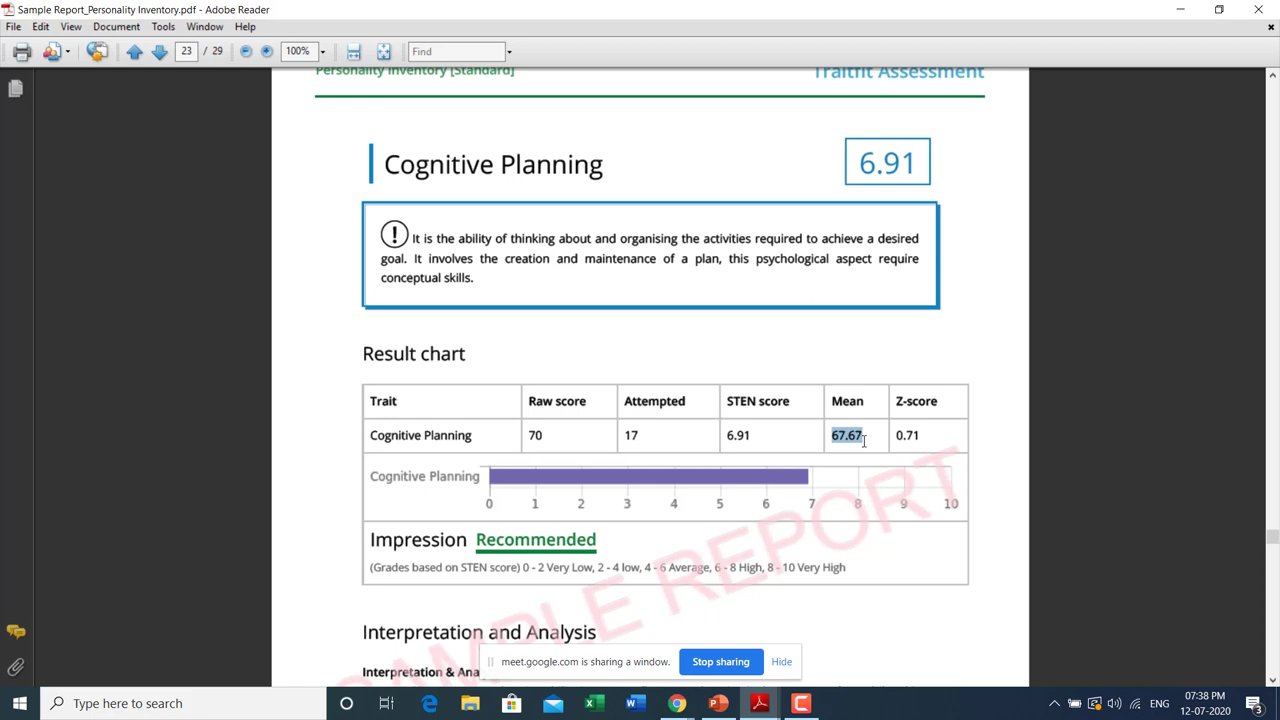 Sample Report_Personality Inventory.pdf - Adobe Reader
File Edit View Document Tools Window Help
23 / 29 100% Find
Personality Inventory [Standard] Traitfit Assessment
Cognitive Planning 6.91
! It is the ability of thinking about and organising the activities required to achieve a desired
goal. It involves the creation and maintenance of a plan, this psychological aspect require
conceptual skills.
Result chart
Trait Raw score Attempted STEN score Mean Z-score
Cognitive Planning 70 17 6.91 67.67 0.71
Cognitive Planning
0 1 2 3 4 5 6 7 8 9 10
Impression Recommended
(Grades based on STEN score) 0 - 2 Very Low, 2 - 4 low, 4 - 6 Average, 6 - 8 High, 8 - 10 Very High
SAMPLE REPORT
Interpretation and Analysis
meet.google.com is sharing a window. Stop sharing Hide
Interpretation & Ana
Type here to search
ENG
07:38 PM
12-07-2020
3